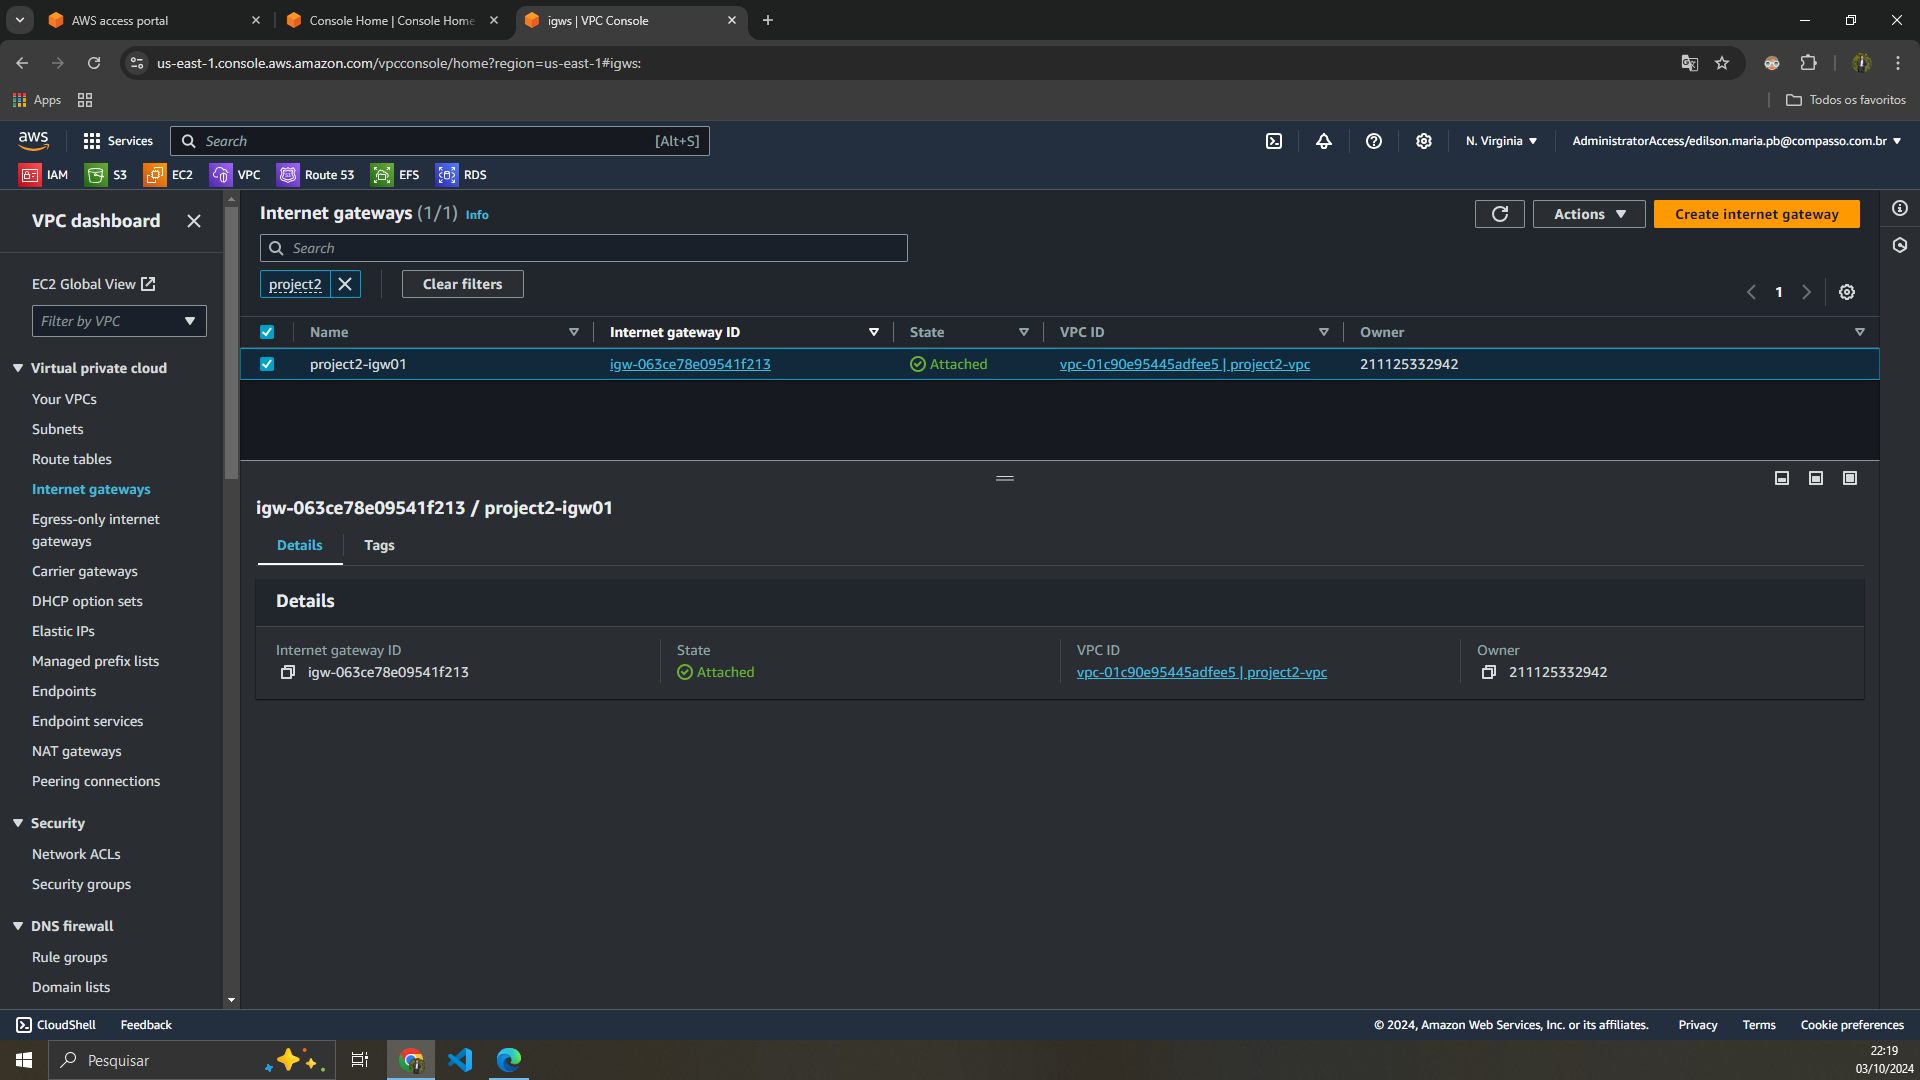 AWS access portal
Console Home | Console Home
igws | VPC Console
us-east-1.console.aws.amazon.com/vpcconsole/home?region=us-east-1#igws:
Apps
Todos os favoritos
aws
Services
Search
[Alt+S]
N. Virginia
AdministratorAccess/edilson.maria.pb@compasso.com.br
IAM
S3
EC2
VPC
Route 53
EFS
RDS
VPC dashboard
EC2 Global View
Filter by VPC
Virtual private cloud
Your VPCs
Subnets
Route tables
Internet gateways
Egress-only internet
gateways
Carrier gateways
DHCP option sets
Elastic IPs
Managed prefix lists
Endpoints
Endpoint services
NAT gateways
Peering connections
Security
Network ACLs
Security groups
DNS firewall
Rule groups
Domain lists
Internet gateways (1/1) Info
Actions
Create internet gateway
Search
project2
Clear filters
1
Name
Internet gateway ID
State
VPC ID
Owner
project2-igw01
igw-063ce78e09541f213
Attached
vpc-01c90e95445adfee5 | project2-vpc
211125332942
igw-063ce78e09541f213 / project2-igw01
Details
Tags
Details
Internet gateway ID
igw-063ce78e09541f213
State
Attached
VPC ID
vpc-01c90e95445adfee5 | project2-vpc
Owner
211125332942
CloudShell
Feedback
© 2024, Amazon Web Services, Inc. or its affiliates.
Privacy
Terms
Cookie preferences
Pesquisar
22:19
03/10/2024